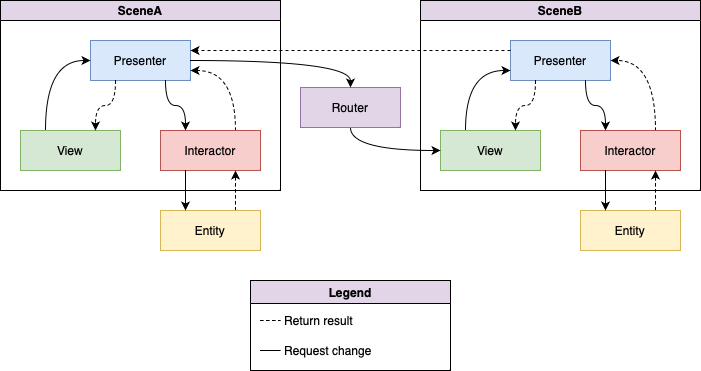 SceneA
SceneB
Presenter
Presenter
Router
View
Interactor
View
Interactor
Entity
Entity
Legend
Return result
Request change